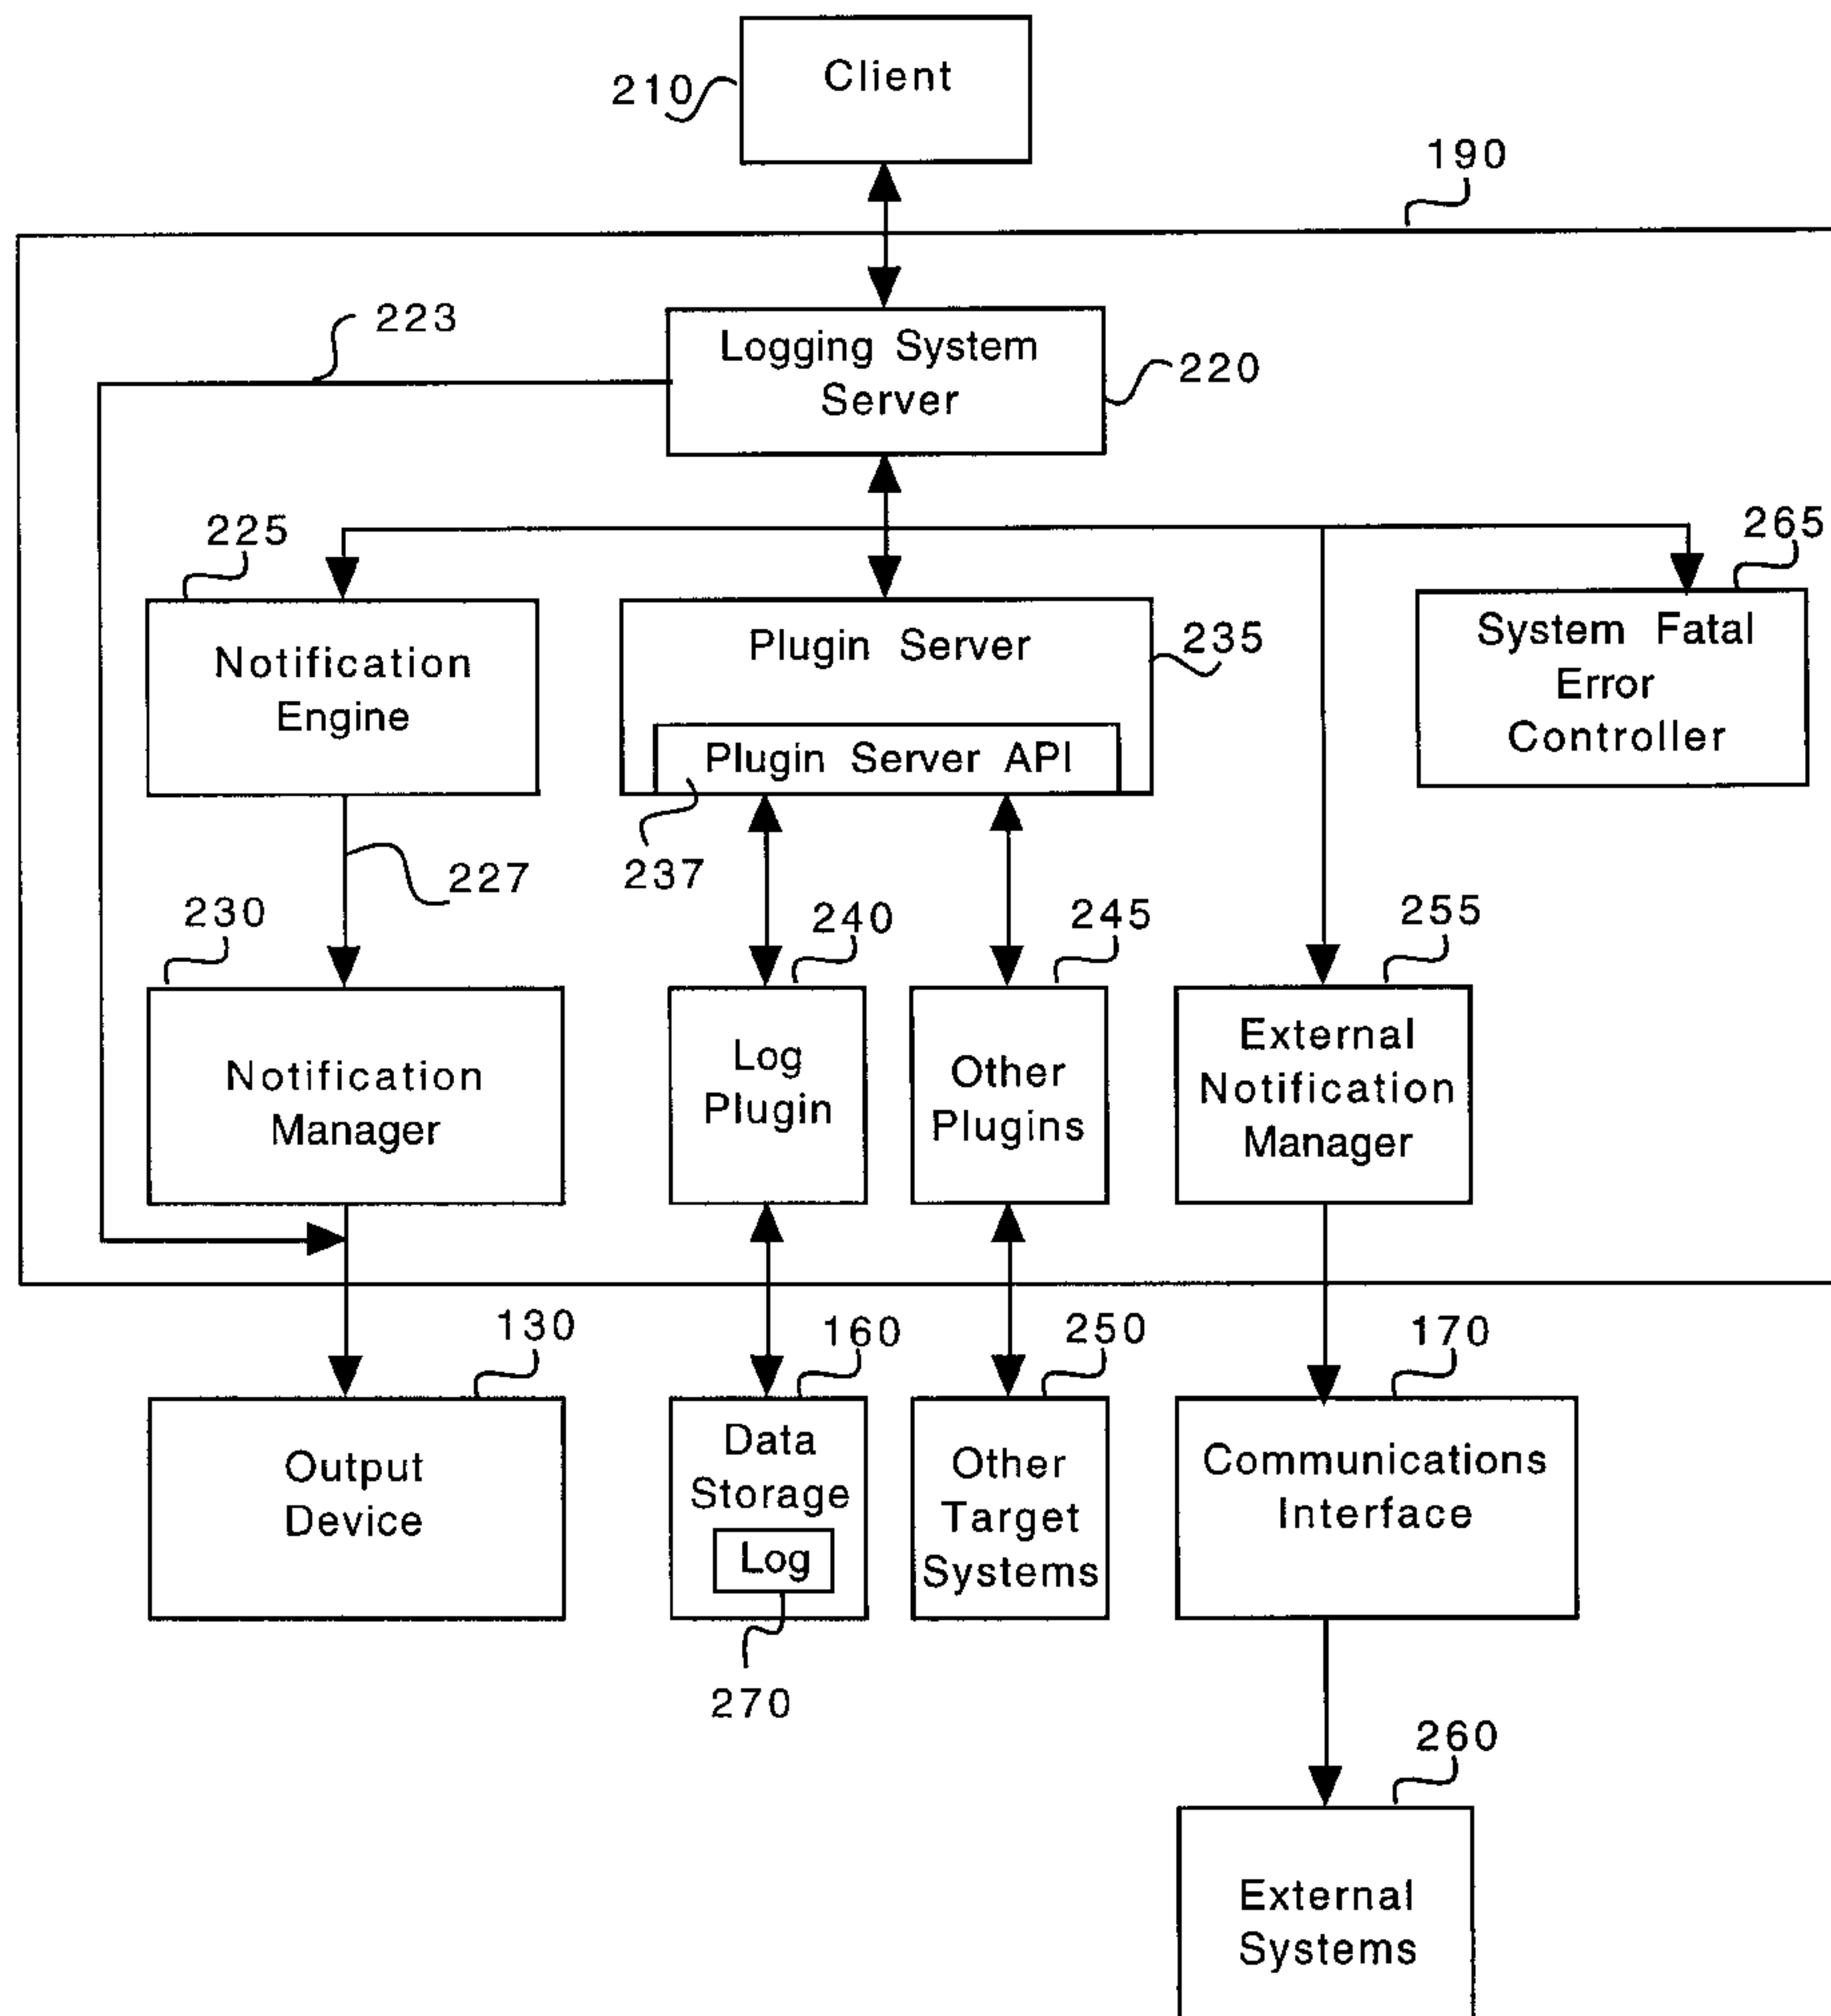 Client
210
190
223
Logging System
Server
220
225
265
Notification
Engine
Plugin Server
235
System Fatal
Error
Controller
Plugin Server API
237
227
230
240
245
255
Notification
Manager
Log
Plugin
Other
Plugins
External
Notification
Manager
130
160
250
170
Output
Device
Data
Storage
Log
Other
Target
Systems
Communications
Interface
270
260
External
Systems